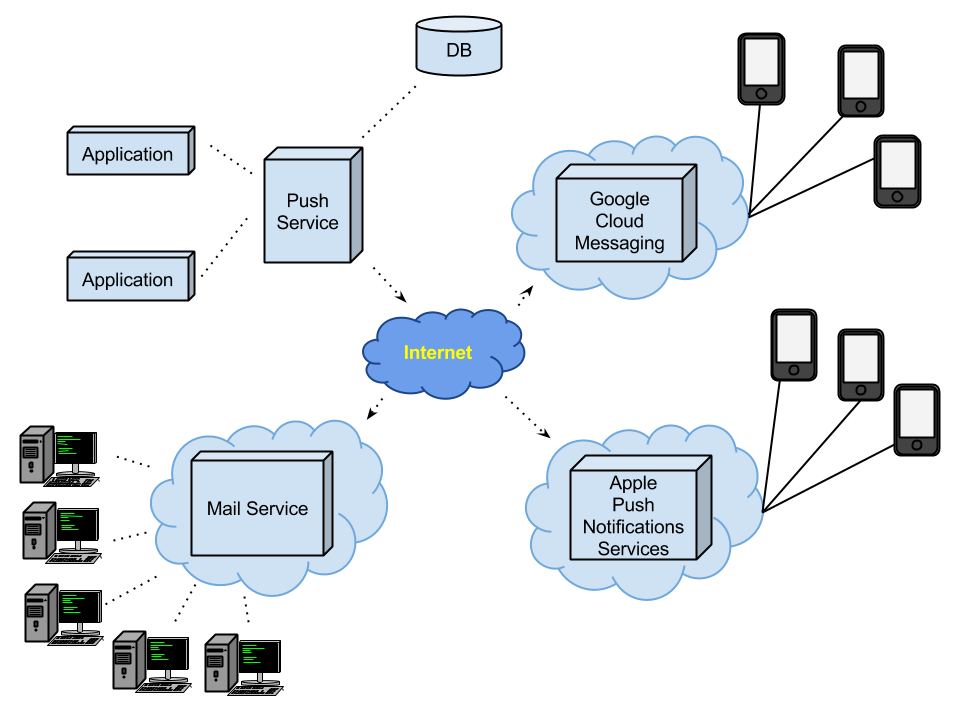 DB
Application
Push
Service
Google
Cloud
Messaging
Application
Internet
Mail Service
Apple
Push
Notifications
Services